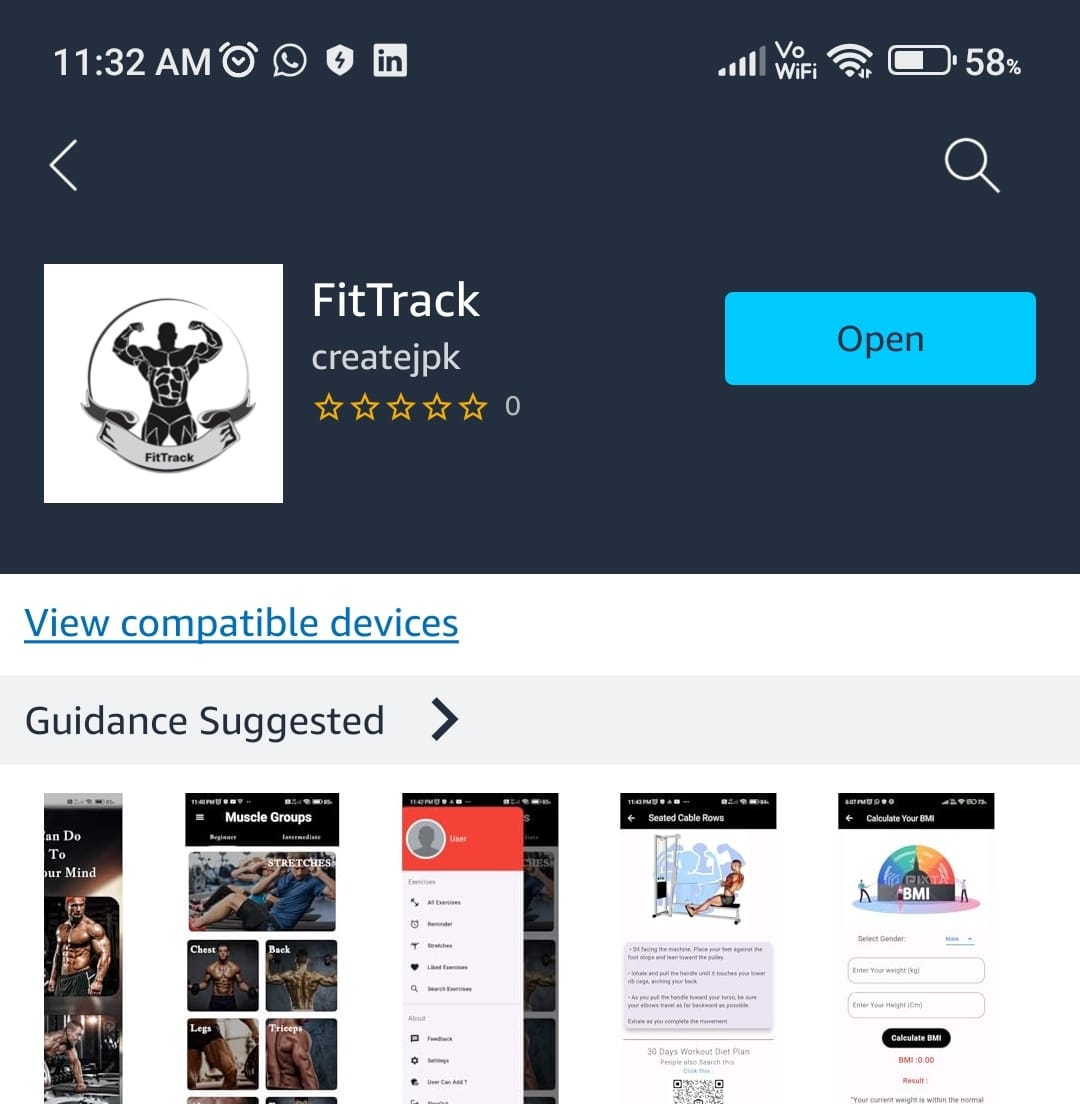 11:32 AM
Vo
WiFi
58%
FitTrack
createjpk
0
Open
FitTrack
View compatible devices
Guidance Suggested
an Do
To
our Mind
11:40 PM
85%
Muscle Groups
Beginner
Intermediate
STRETCHES
Chest
Back
Legs
Triceps
11:42 PM
85%
User
Exercises
All Exercises
Reminder
Stretches
Liked Exercises
Search Exercises
About
Feedback
Settings
User Can Add ?
11:43 PM
84%
Seated Cable Rows
• Sit facing the machine. Place your feet against the
foot stops and lean toward the pulley.
• Inhale and pull the handle until it touches your lower
rib cage, arching your back.
• As you pull the handle toward your torso, be sure
your elbows travel as far backward as possible.
Exhale as you complete the movement
30 Days Workout Diet Plan
People also Search this
Click this :
6:07 PM
73%
Calculate Your BMI
PIXTA
BMI
Select Gender:
Male
Enter Your weight (kg)
Enter Your Height (Cm)
Calculate BMI
BMI :0.00
Result :
"Your current weight is within the normal